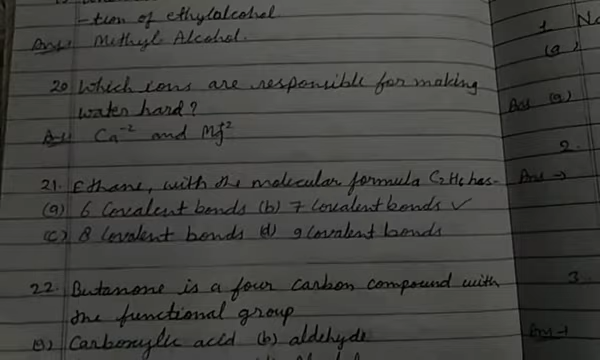 -tion of ethylalcohol
Ans: Methyl Alcohol.
20 Which ions are responsible for making
water hard?
Ans Ca⁻² and Mg⁺²
21. Ethane, with the molecular formula C₂H₆ has-
(a) 6 Covalent bonds (b) 7 Covalent bonds ✓
(c) 8 Covalent bonds (d) 9 Covalent bonds
22. Butanone is a four carbon compound with
the functional group
(a) Carboxylic acid (b) aldehyde
1 No
(a)
Ans (a)
2.
Ans →
3.
Ans →